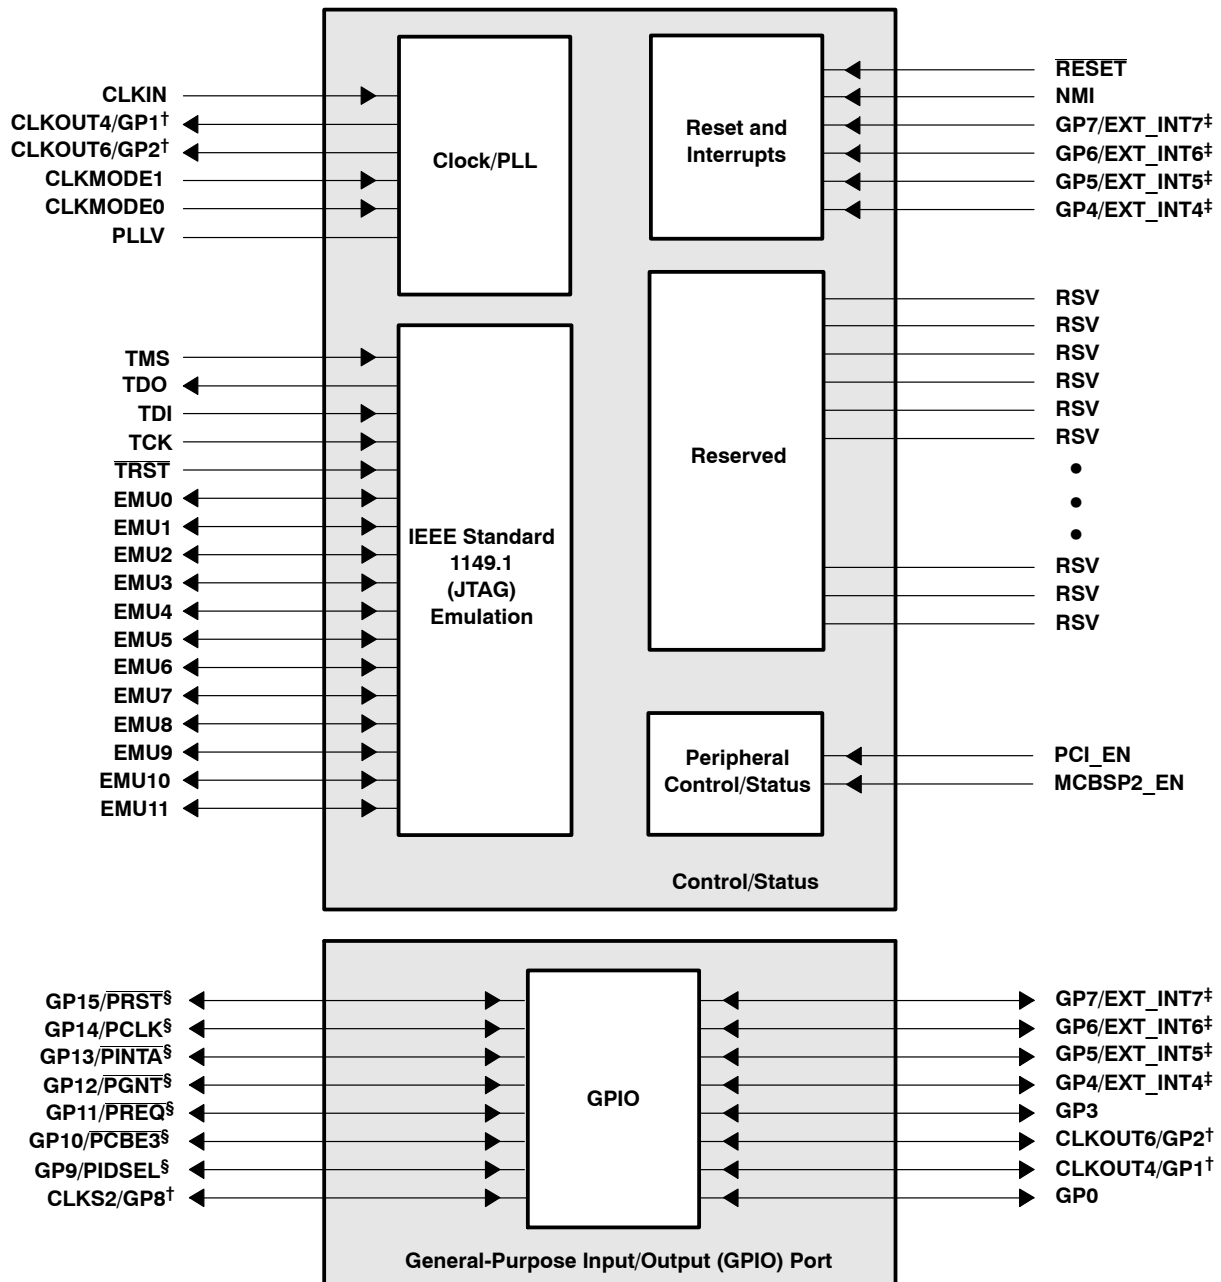 CLKIN
CLKOUT4/GP1†
CLKOUT6/GP2†
CLKMODE1
CLKMODE0
PLLV
Clock/PLL
Reset and
Interrupts
RESET
NMI
GP7/EXT_INT7‡
GP6/EXT_INT6‡
GP5/EXT_INT5‡
GP4/EXT_INT4‡
TMS
TDO
TDI
TCK
TRST
EMU0
EMU1
EMU2
EMU3
EMU4
EMU5
EMU6
EMU7
EMU8
EMU9
EMU10
EMU11
IEEE Standard
1149.1
(JTAG)
Emulation
Reserved
RSV
RSV
RSV
RSV
RSV
RSV
RSV
RSV
RSV
Peripheral
Control/Status
PCI_EN
MCBSP2_EN
Control/Status
GP15/PRST§
GP14/PCLK§
GP13/PINTA§
GP12/PGNT§
GP11/PREQ§
GP10/PCBE3§
GP9/PIDSEL§
CLKS2/GP8†
GPIO
GP7/EXT_INT7‡
GP6/EXT_INT6‡
GP5/EXT_INT5‡
GP4/EXT_INT4‡
GP3
CLKOUT6/GP2†
CLKOUT4/GP1†
GP0
General-Purpose Input/Output (GPIO) Port